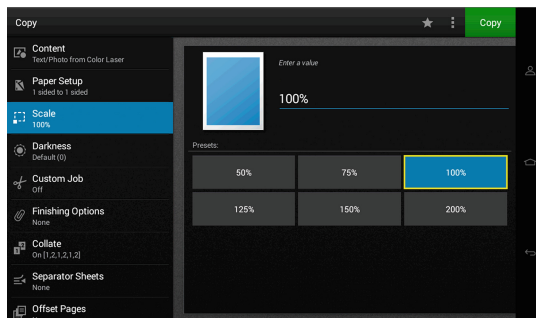 Copy
Copy
Content
Text/Photo from Color Laser
Paper Setup
1 sided to 1 sided
Scale
100%
Darkness
Default (0)
Custom Job
Off
Finishing Options
None
Collate
On [1,2,1,2,1,2]
Separator Sheets
None
Offset Pages
Enter a value
100%
Presets:
50%
75%
100%
125%
150%
200%